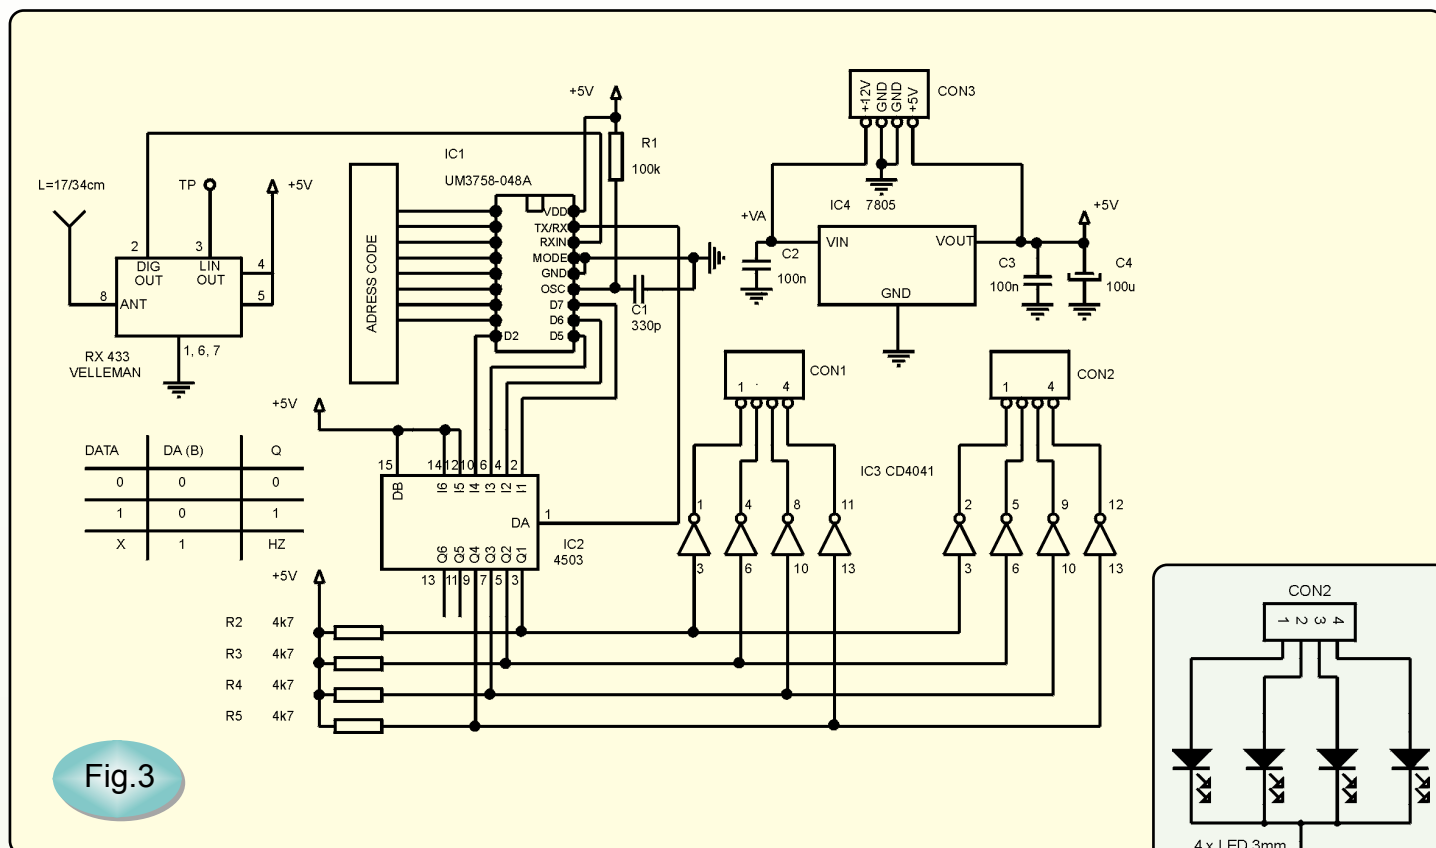 +5V
R1
100k
IC1
UM3758-048A
ADRESS CODE
VDD
TX/RX
RXIN
MODE
GND
OSC
D7
D6
D5
D2
C1
330p
L=17/34cm
TP
+5V
2
3
DIG
OUT
LIN
OUT
4
5
8
ANT
1, 6, 7
RX 433
VELLEMAN
+12V
GND
GND
+5V
CON3
IC4 7805
+VA
VIN
VOUT
GND
C2
100n
C3
100n
+5V
C4
100u
CON1
1 4
CON2
1 4
IC3 CD4041
1
4
8
11
2
5
9
12
3
6
10
13
3
6
10
13
+5V
15
14
12
10
6
4
2
DB
I6
I5
I4
I3
I2
I1
DA
1
IC2
4503
Q6
Q5
Q4
Q3
Q2
Q1
13
11
9
7
5
3
DATA DA (B) Q
0 0 0
1 0 1
X 1 HZ
+5V
R2 4k7
R3 4k7
R4 4k7
R5 4k7
Fig.3
CON2
1 2 3 4
4 x LED 3mm